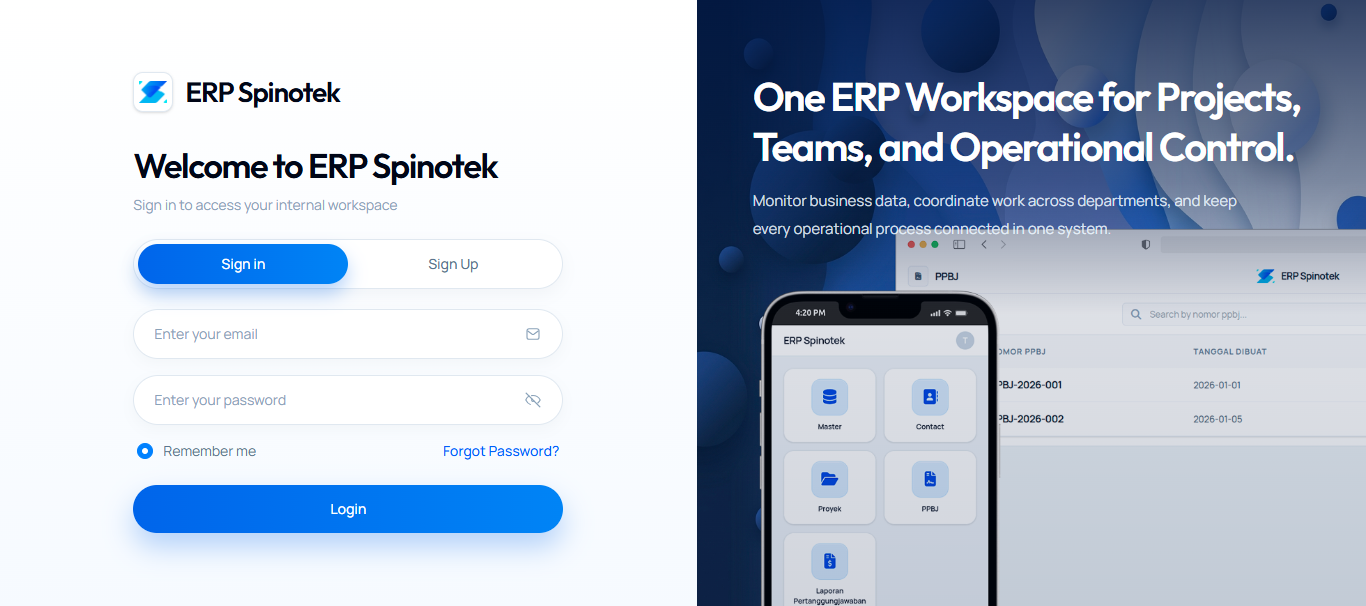 ERP Spinotek
Welcome to ERP Spinotek
Sign in to access your internal workspace
Sign in
Sign Up
Enter your email
Enter your password
Remember me
Forgot Password?
Login
One ERP Workspace for Projects,
Teams, and Operational Control.
Monitor business data, coordinate work across departments, and keep
every operational process connected in one system.
PPBJ
ERP Spinotek
Search by nomor ppbj...
OMOR PPBJ
TANGGAL DIBUAT
PBJ-2026-001
2026-01-01
PBJ-2026-002
2026-01-05
4:20 PM
ERP Spinotek
T
Master
Contact
Proyek
PPBJ
Laporan
Pertanggungjawaban